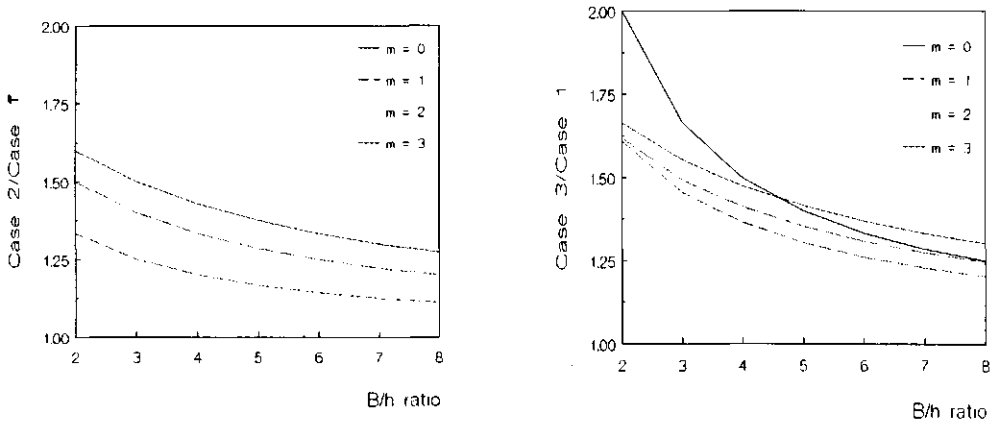 2.00
1.75
1.50
1.25
1.00
Case 2/Case 1
m = 0
m = 1
m = 2
m = 3
2 3 4 5 6 7 8
B/h ratio
2.00
1.75
1.50
1.25
1.00
Case 3/Case 1
m = 0
m = 1
m = 2
m = 3
2 3 4 5 6 7 8
B/h ratio